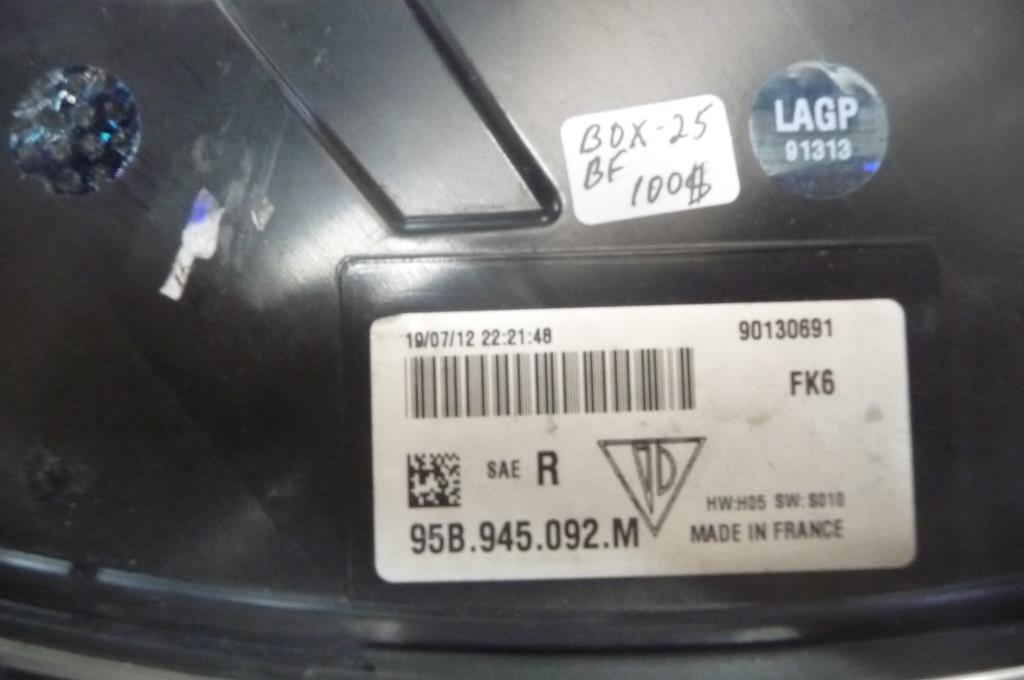 BOX-25
BF
100$
LAGP
91313
19/07/12 22:21:48
90130691
FK6
SAE R
HW:H05 SW: S010
95B.945.092.M
MADE IN FRANCE